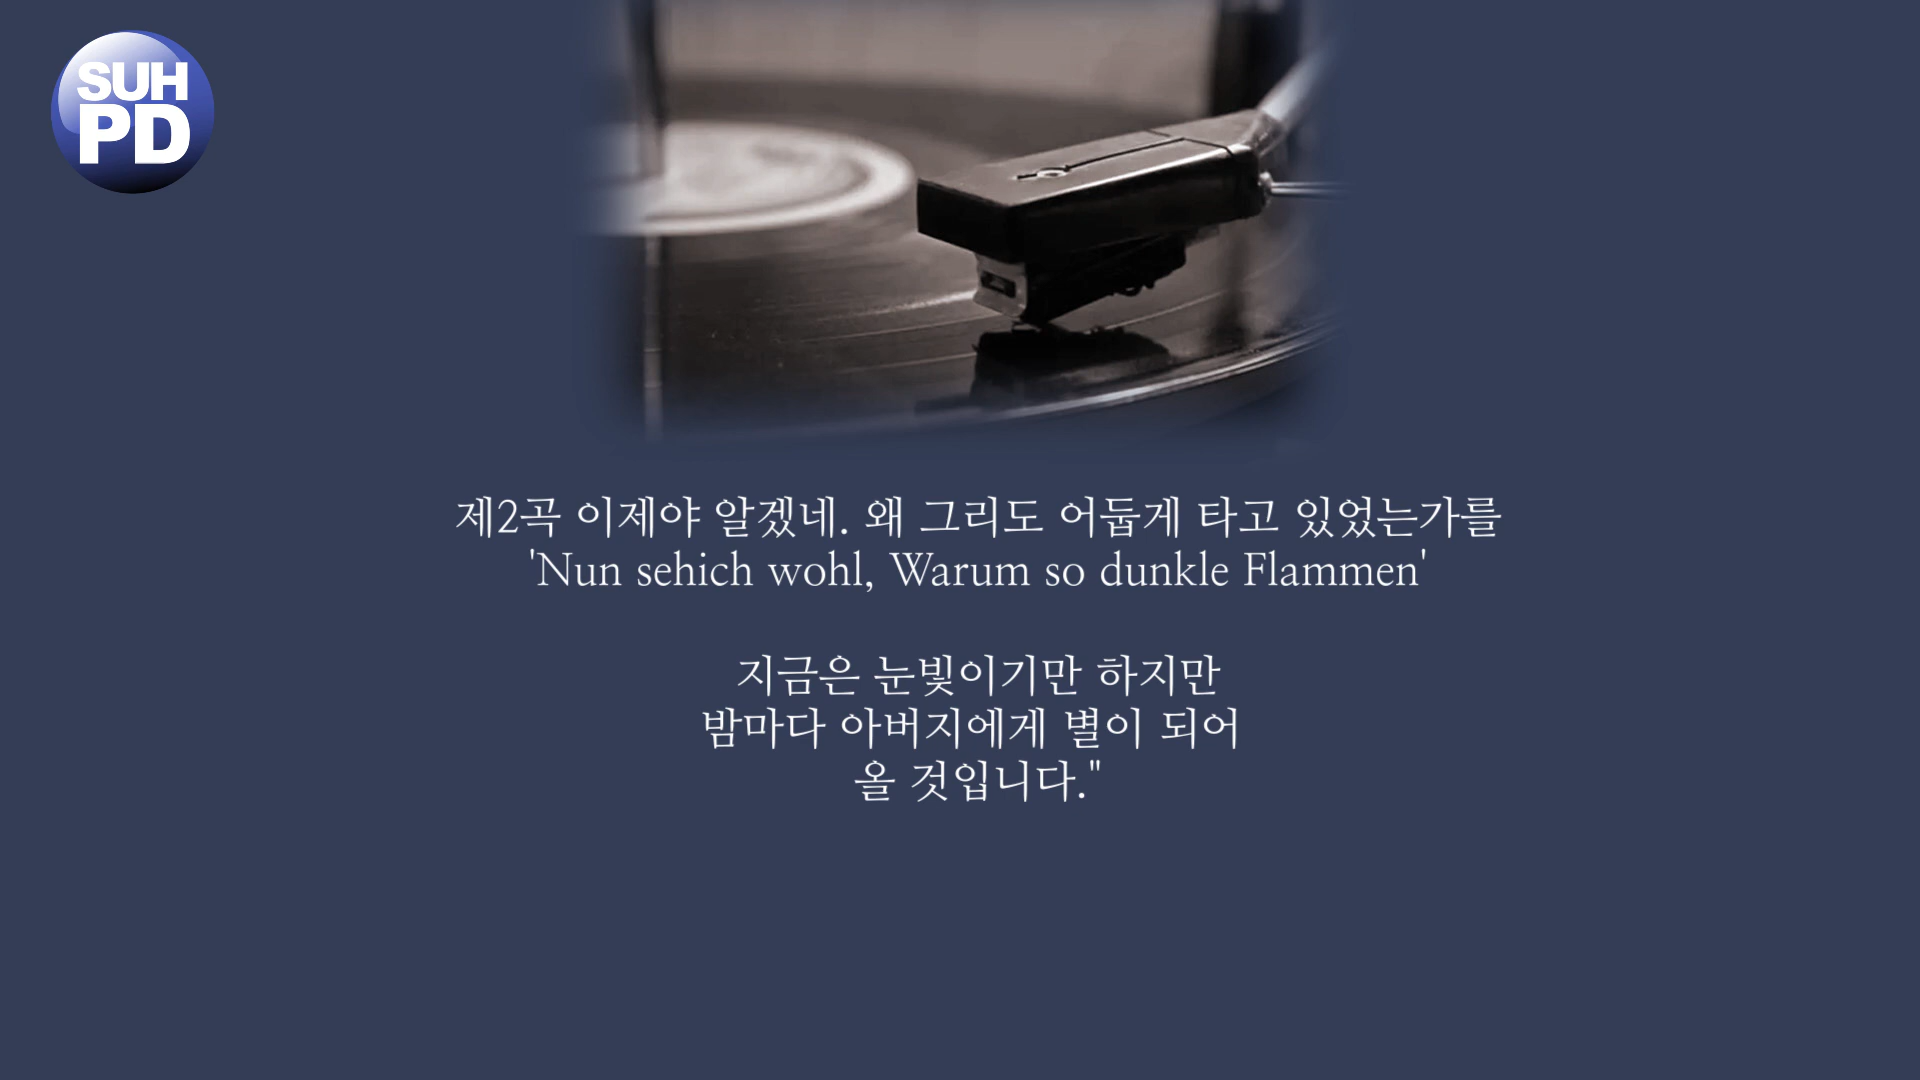 SUH
PD
제2곡 이제야 알겠네. 왜 그리도 어둡게 타고 있었는가를
'Nun sehich wohl, Warum so dunkle Flammen'
지금은 눈빛이기만 하지만
밤마다 아버지에게 별이 되어
올 것입니다."